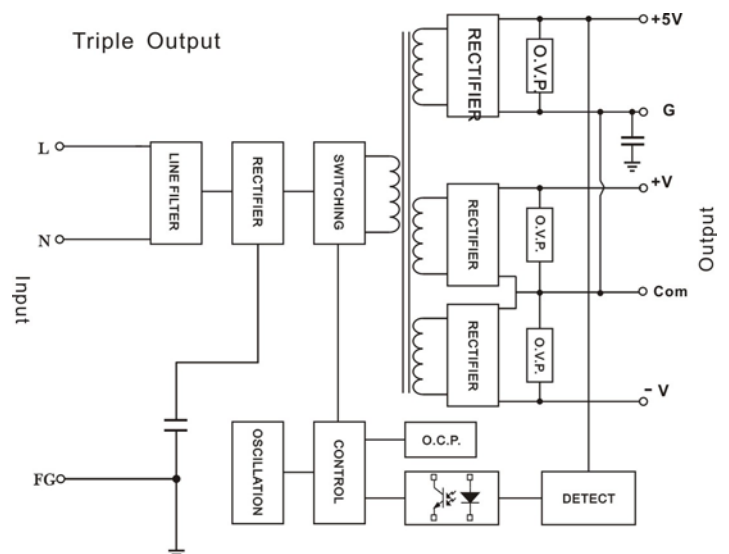 Triple Output
L
N
Input
FG
LINE FILTER
RECTIFIER
SWITCHING
RECTIFIER
RECTIFIER
RECTIFIER
O.V.P.
O.V.P.
O.V.P.
+5V
G
+V
Com
- V
Output
OSCILLATION
CONTROL
O.C.P.
DETECT